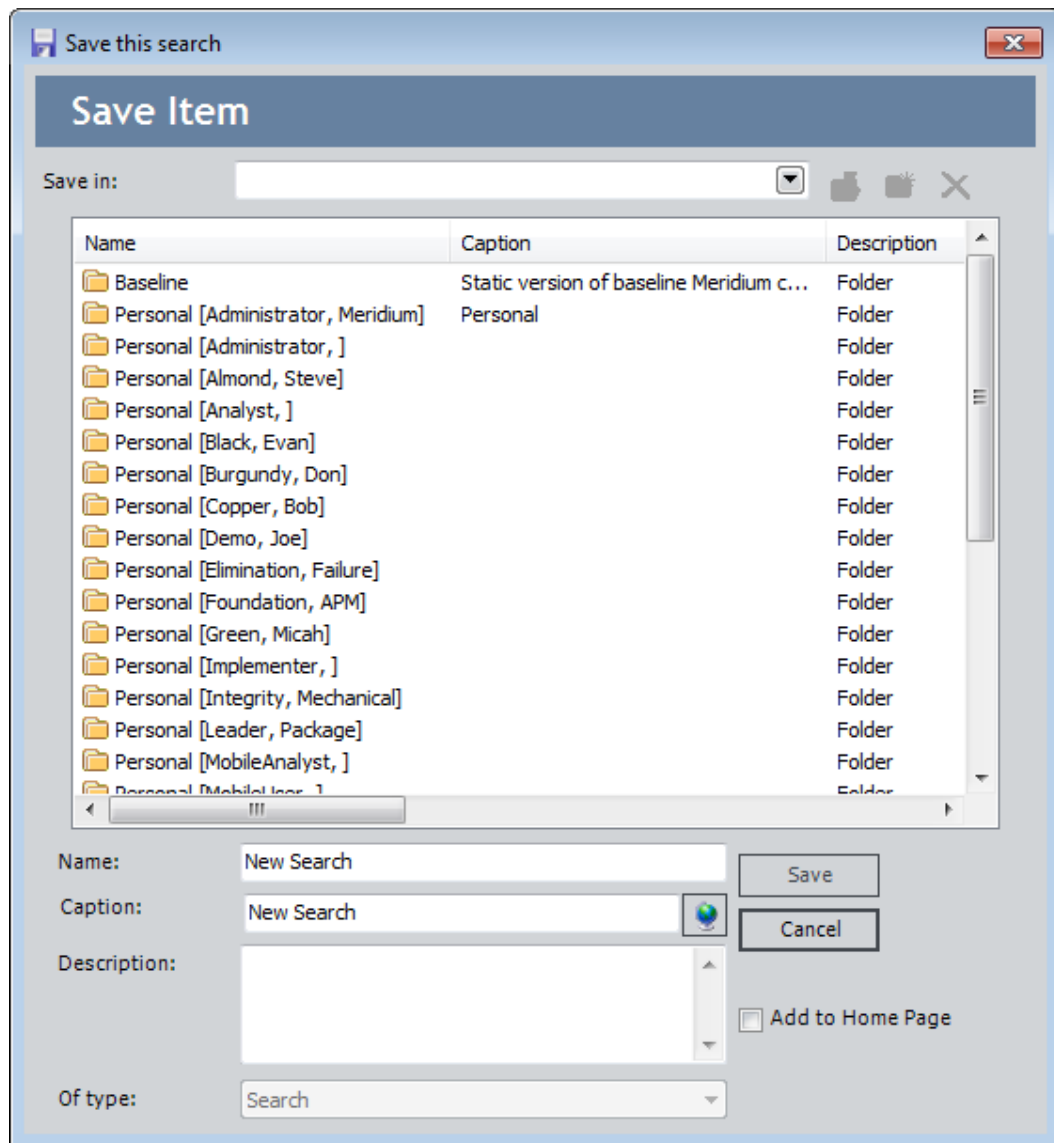 Save this search
Save Item
Save in:
Name Caption Description
Baseline Static version of baseline Meridium c... Folder
Personal [Administrator, Meridium] Personal Folder
Personal [Administrator, ] Folder
Personal [Almond, Steve] Folder
Personal [Analyst, ] Folder
Personal [Black, Evan] Folder
Personal [Burgundy, Don] Folder
Personal [Copper, Bob] Folder
Personal [Demo, Joe] Folder
Personal [Elimination, Failure] Folder
Personal [Foundation, APM] Folder
Personal [Green, Micah] Folder
Personal [Implementer, ] Folder
Personal [Integrity, Mechanical] Folder
Personal [Leader, Package] Folder
Personal [MobileAnalyst, ] Folder
Personal [MobileUser, ] Folder
Name: New Search Save
Caption: New Search
Cancel
Description:
Add to Home Page
Of type: Search